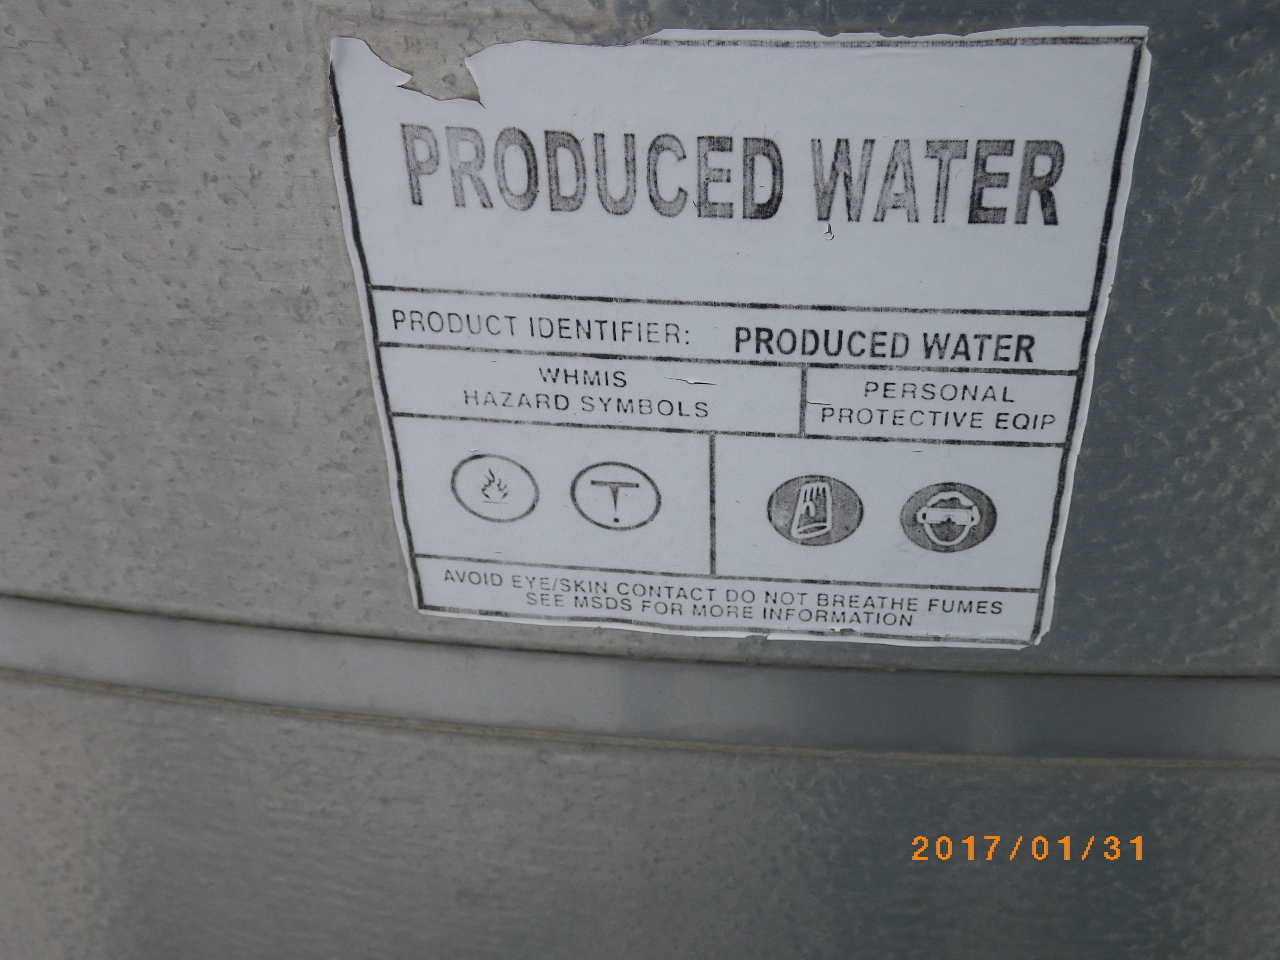 PRODUCED WATER
PRODUCT IDENTIFIER: PRODUCED WATER
WHMIS
HAZARD SYMBOLS
PERSONAL
PROTECTIVE EQIP
AVOID EYE/SKIN CONTACT DO NOT BREATHE FUMES
SEE MSDS FOR MORE INFORMATION
2017/01/31